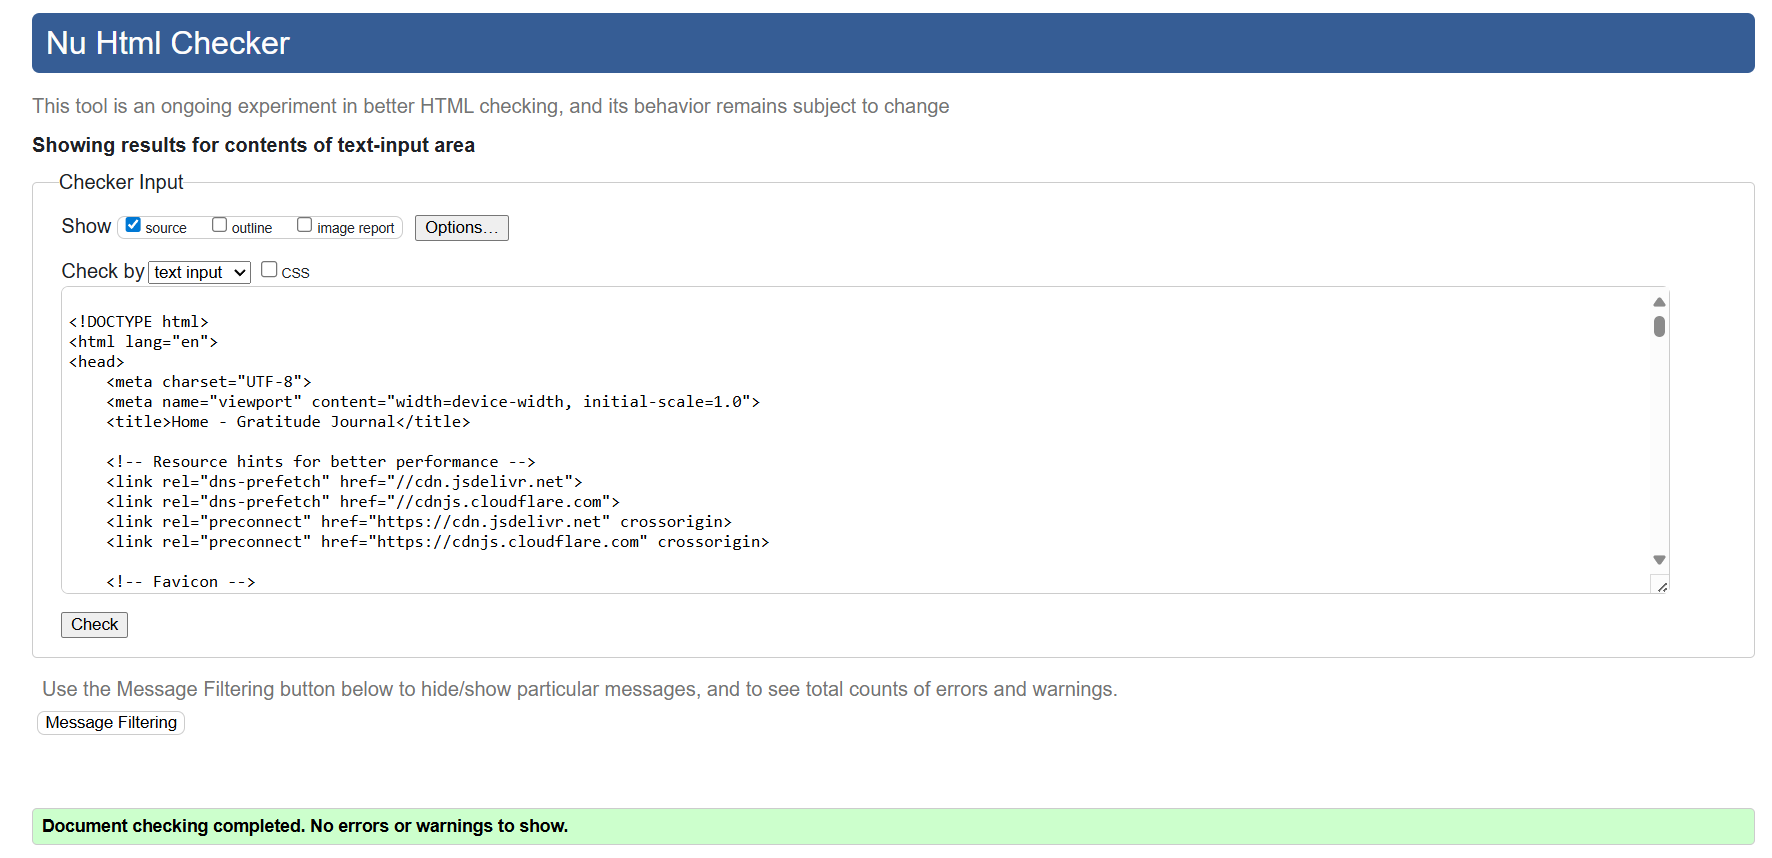 Nu Html Checker
This tool is an ongoing experiment in better HTML checking, and its behavior remains subject to change
Showing results for contents of text-input area
Checker Input
Show source outline image report Options...
Check by text input CSS
<!DOCTYPE html>
<html lang="en">
<head>
    <meta charset="UTF-8">
    <meta name="viewport" content="width=device-width, initial-scale=1.0">
    <title>Home - Gratitude Journal</title>
    <!-- Resource hints for better performance -->
    <link rel="dns-prefetch" href="//cdn.jsdelivr.net">
    <link rel="dns-prefetch" href="//cdnjs.cloudflare.com">
    <link rel="preconnect" href="https://cdn.jsdelivr.net" crossorigin>
    <link rel="preconnect" href="https://cdnjs.cloudflare.com" crossorigin>
    <!-- Favicon -->
Check
Use the Message Filtering button below to hide/show particular messages, and to see total counts of errors and warnings.
Message Filtering
Document checking completed. No errors or warnings to show.